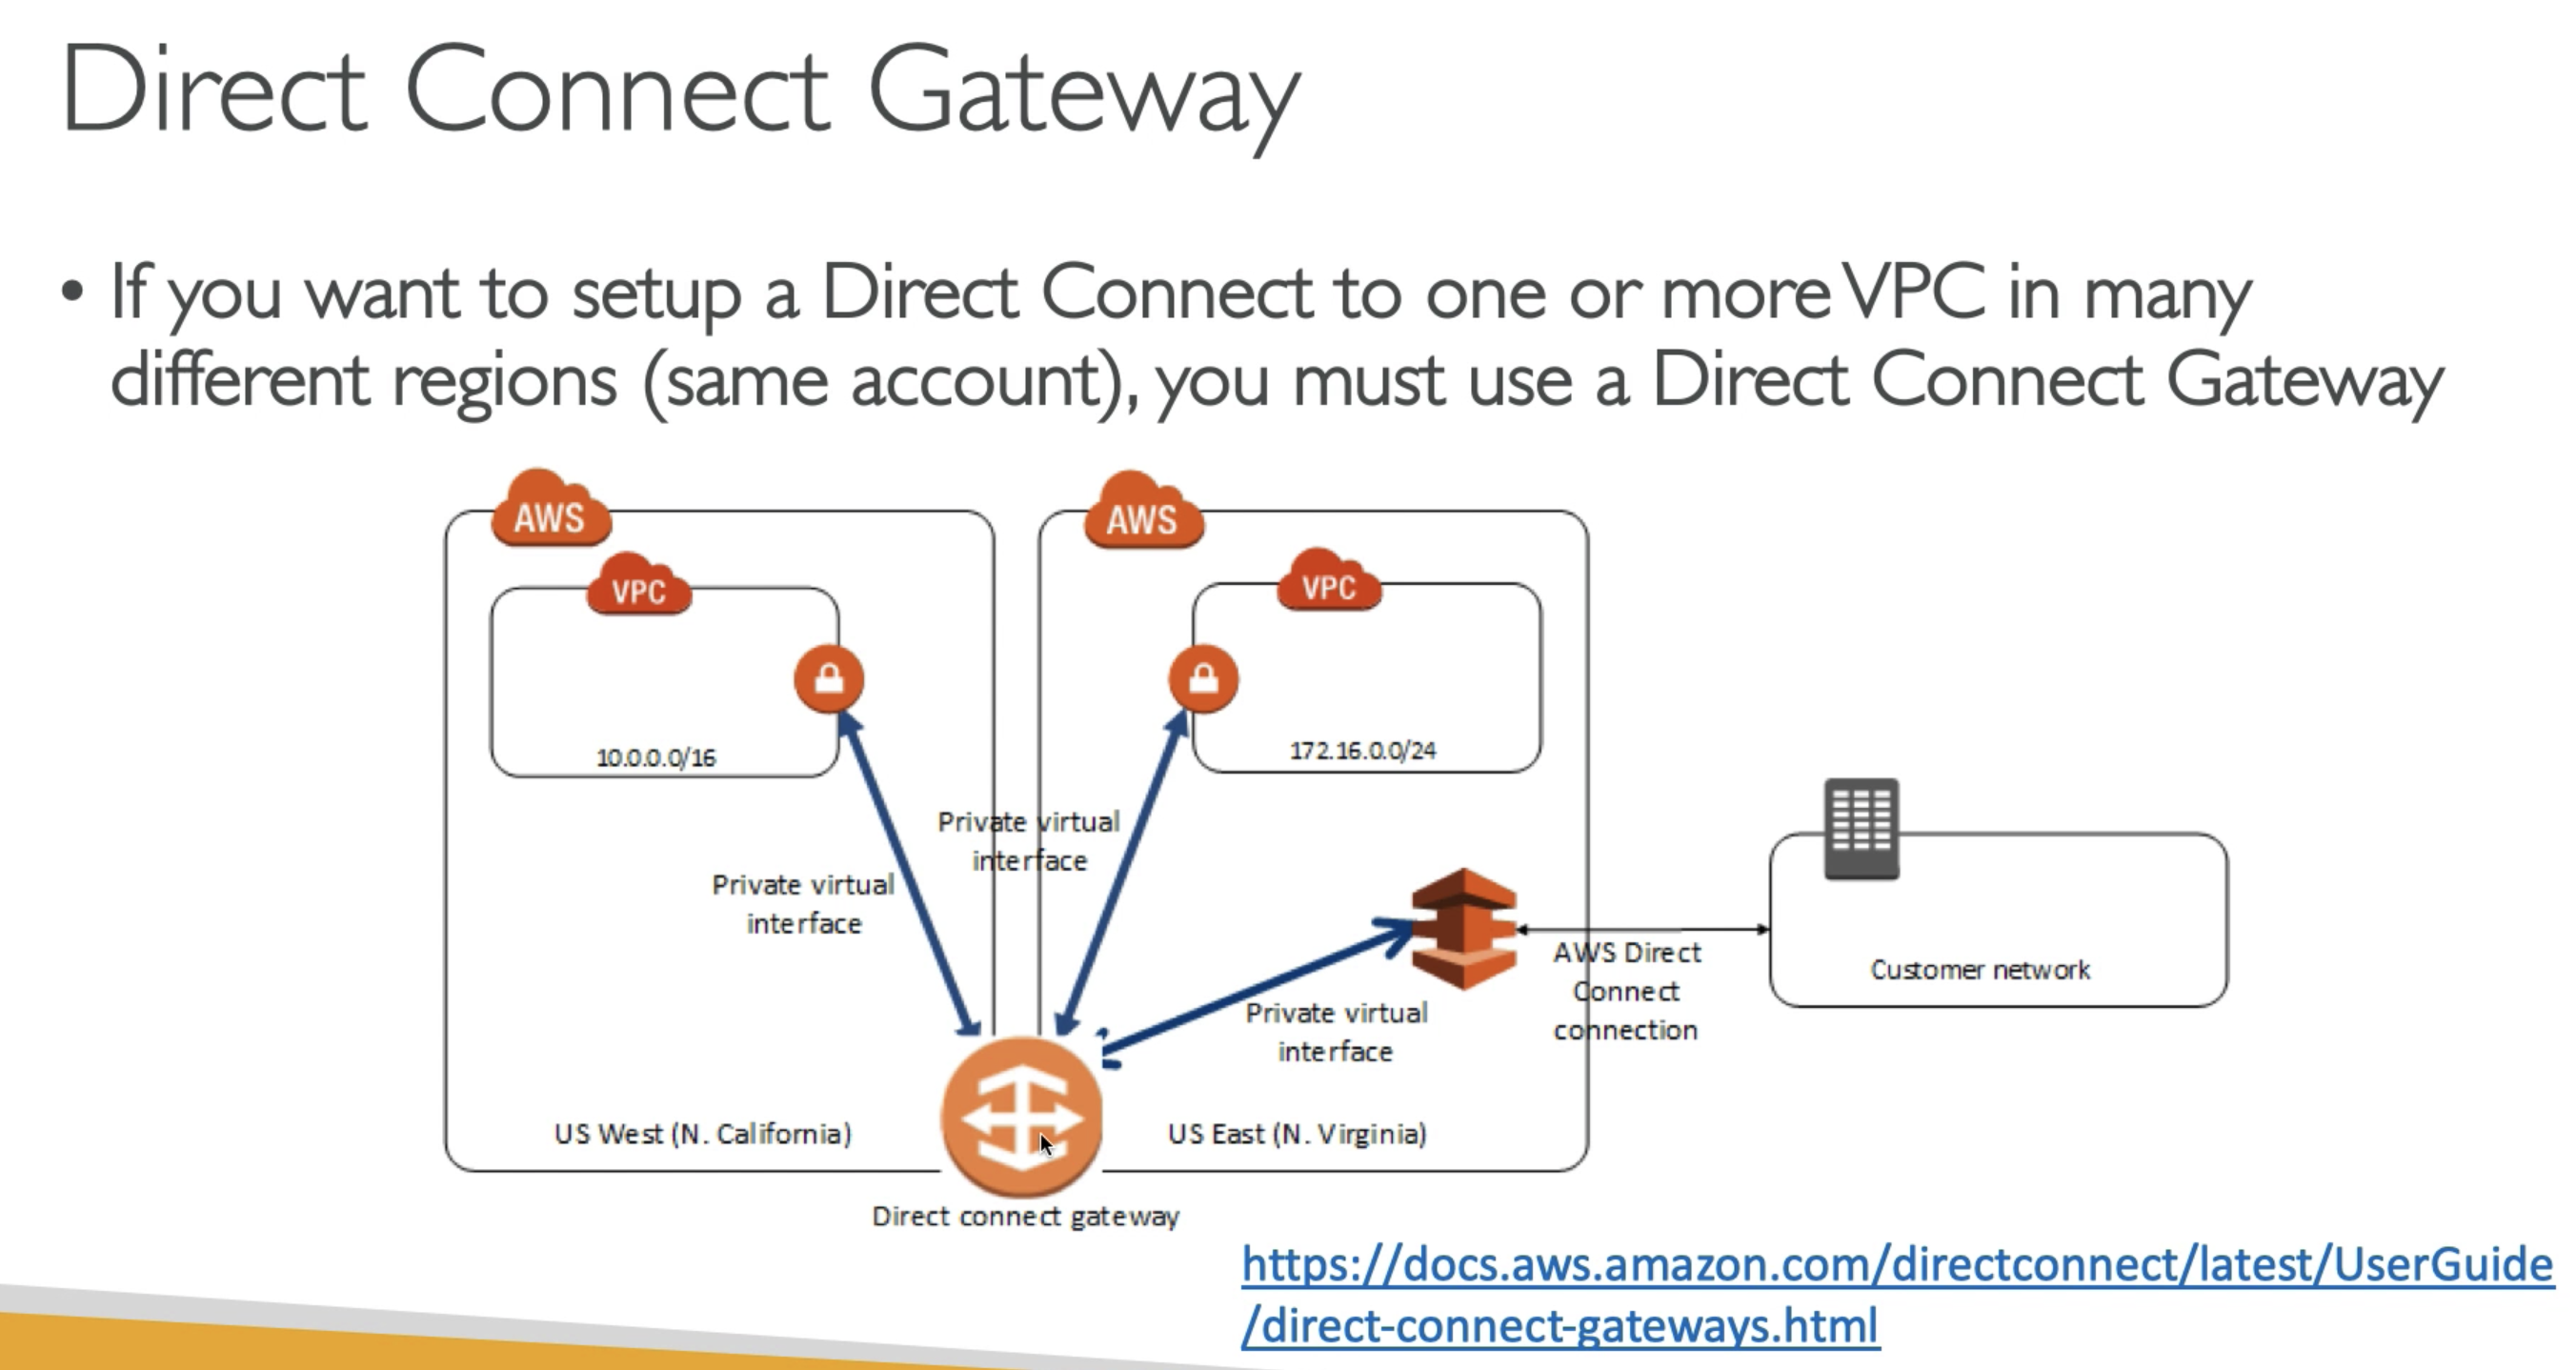 Direct Connect Gateway
• If you want to setup a Direct Connect to one or more VPC in many
different regions (same account), you must use a Direct Connect Gateway
AWS
AWS
VPC
VPC
10.0.0.0/16
172.16.0.0/24
Private virtual
interface
Private virtual
interface
Private virtual
interface
AWS Direct
Connect
connection
Customer network
US West (N. California)
US East (N. Virginia)
Direct connect gateway
https://docs.aws.amazon.com/directconnect/latest/UserGuide
/direct-connect-gateways.html